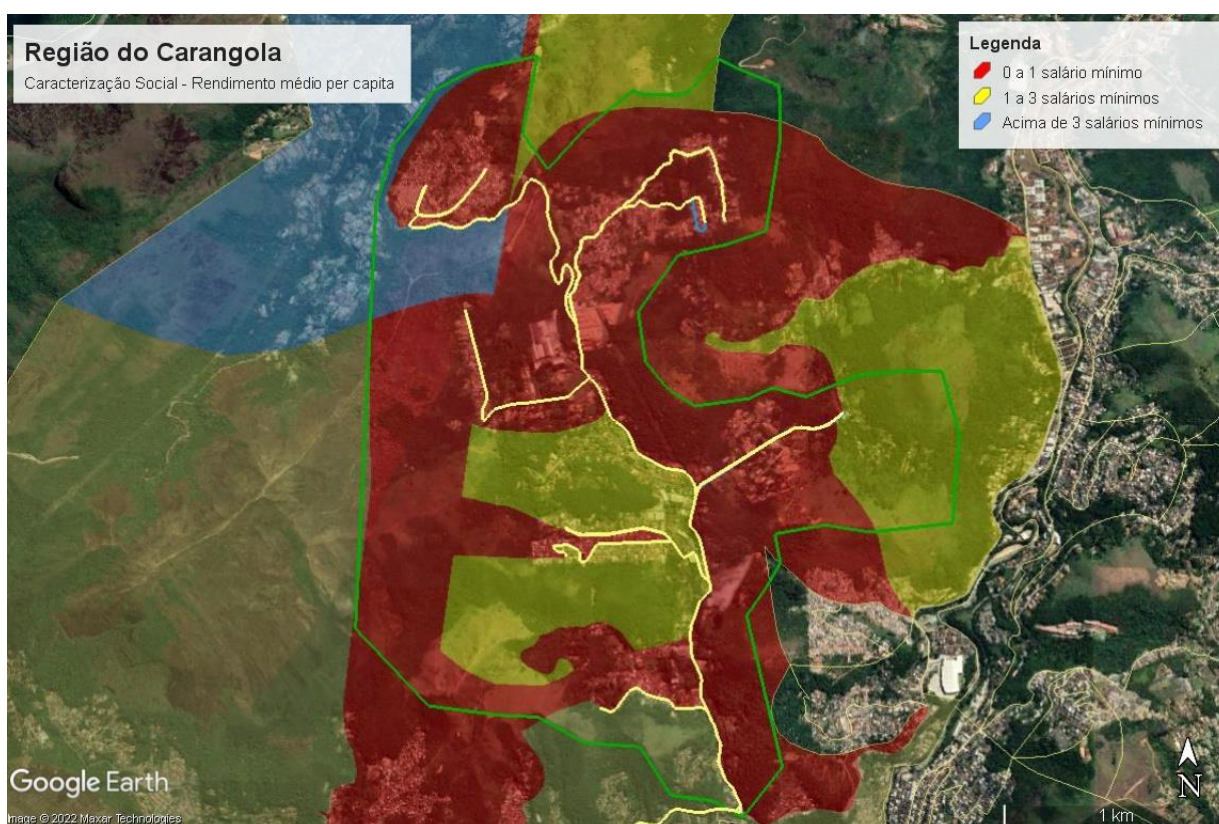 Região do Carangola
Caracterização Social - Rendimento médio per capita
Legenda
0 a 1 salário mínimo
1 a 3 salários mínimos
Acima de 3 salários mínimos
Google Earth
Image © 2022 Maxar Technologies
N
1 km